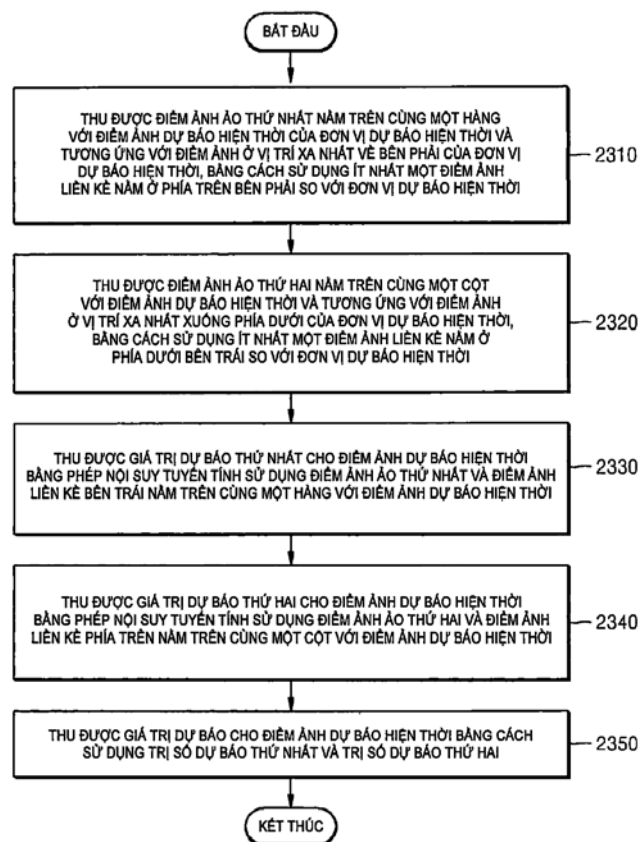 BẮT ĐẦU
THU ĐƯỢC ĐIỂM ẢNH ẢO THỨ NHẤT NẰM TRÊN CÙNG MỘT HÀNG
VỚI ĐIỂM ẢNH DỰ BÁO HIỆN THỜI CỦA ĐƠN VỊ DỰ BÁO HIỆN THỜI VÀ
TƯƠNG ỨNG VỚI ĐIỂM ẢNH Ở VỊ TRÍ XA NHẤT VỀ BÊN PHẢI CỦA ĐƠN VỊ
DỰ BÁO HIỆN THỜI, BẰNG CÁCH SỬ DỤNG ÍT NHẤT MỘT ĐIỂM ẢNH
LIỀN KỀ NẰM Ở PHÍA TRÊN BÊN PHẢI SO VỚI ĐƠN VỊ DỰ BÁO HIỆN THỜI
2310
THU ĐƯỢC ĐIỂM ẢNH ẢO THỨ HAI NẰM TRÊN CÙNG MỘT CỘT
VỚI ĐIỂM ẢNH DỰ BÁO HIỆN THỜI VÀ TƯƠNG ỨNG VỚI ĐIỂM ẢNH
Ở VỊ TRÍ XA NHẤT XUỐNG PHÍA DƯỚI CỦA ĐƠN VỊ DỰ BÁO HIỆN THỜI,
BẰNG CÁCH SỬ DỤNG ÍT NHẤT MỘT ĐIỂM ẢNH LIỀN KỀ NẰM Ở
PHÍA DƯỚI BÊN TRÁI SO VỚI ĐƠN VỊ DỰ BÁO HIỆN THỜI
2320
THU ĐƯỢC GIÁ TRỊ DỰ BÁO THỨ NHẤT CHO ĐIỂM ẢNH DỰ BÁO HIỆN THỜI
BẰNG PHÉP NỘI SUY TUYẾN TÍNH SỬ DỤNG ĐIỂM ẢNH ẢO THỨ NHẤT VÀ ĐIỂM ẢNH
LIỀN KỀ BÊN TRÁI NẰM TRÊN CÙNG MỘT HÀNG VỚI ĐIỂM ẢNH DỰ BÁO HIỆN THỜI
2330
THU ĐƯỢC GIÁ TRỊ DỰ BÁO THỨ HAI CHO ĐIỂM ẢNH DỰ BÁO HIỆN THỜI
BẰNG PHÉP NỘI SUY TUYẾN TÍNH SỬ DỤNG ĐIỂM ẢNH ẢO THỨ HAI VÀ ĐIỂM ẢNH
LIỀN KỀ PHÍA TRÊN NẰM TRÊN CÙNG MỘT CỘT VỚI ĐIỂM ẢNH DỰ BÁO HIỆN THỜI
2340
THU ĐƯỢC GIÁ TRỊ DỰ BÁO CHO ĐIỂM ẢNH DỰ BÁO HIỆN THỜI BẰNG CÁCH
SỬ DỤNG TRỊ SỐ DỰ BÁO THỨ NHẤT VÀ TRỊ SỐ DỰ BÁO THỨ HAI
2350
KẾT THÚC